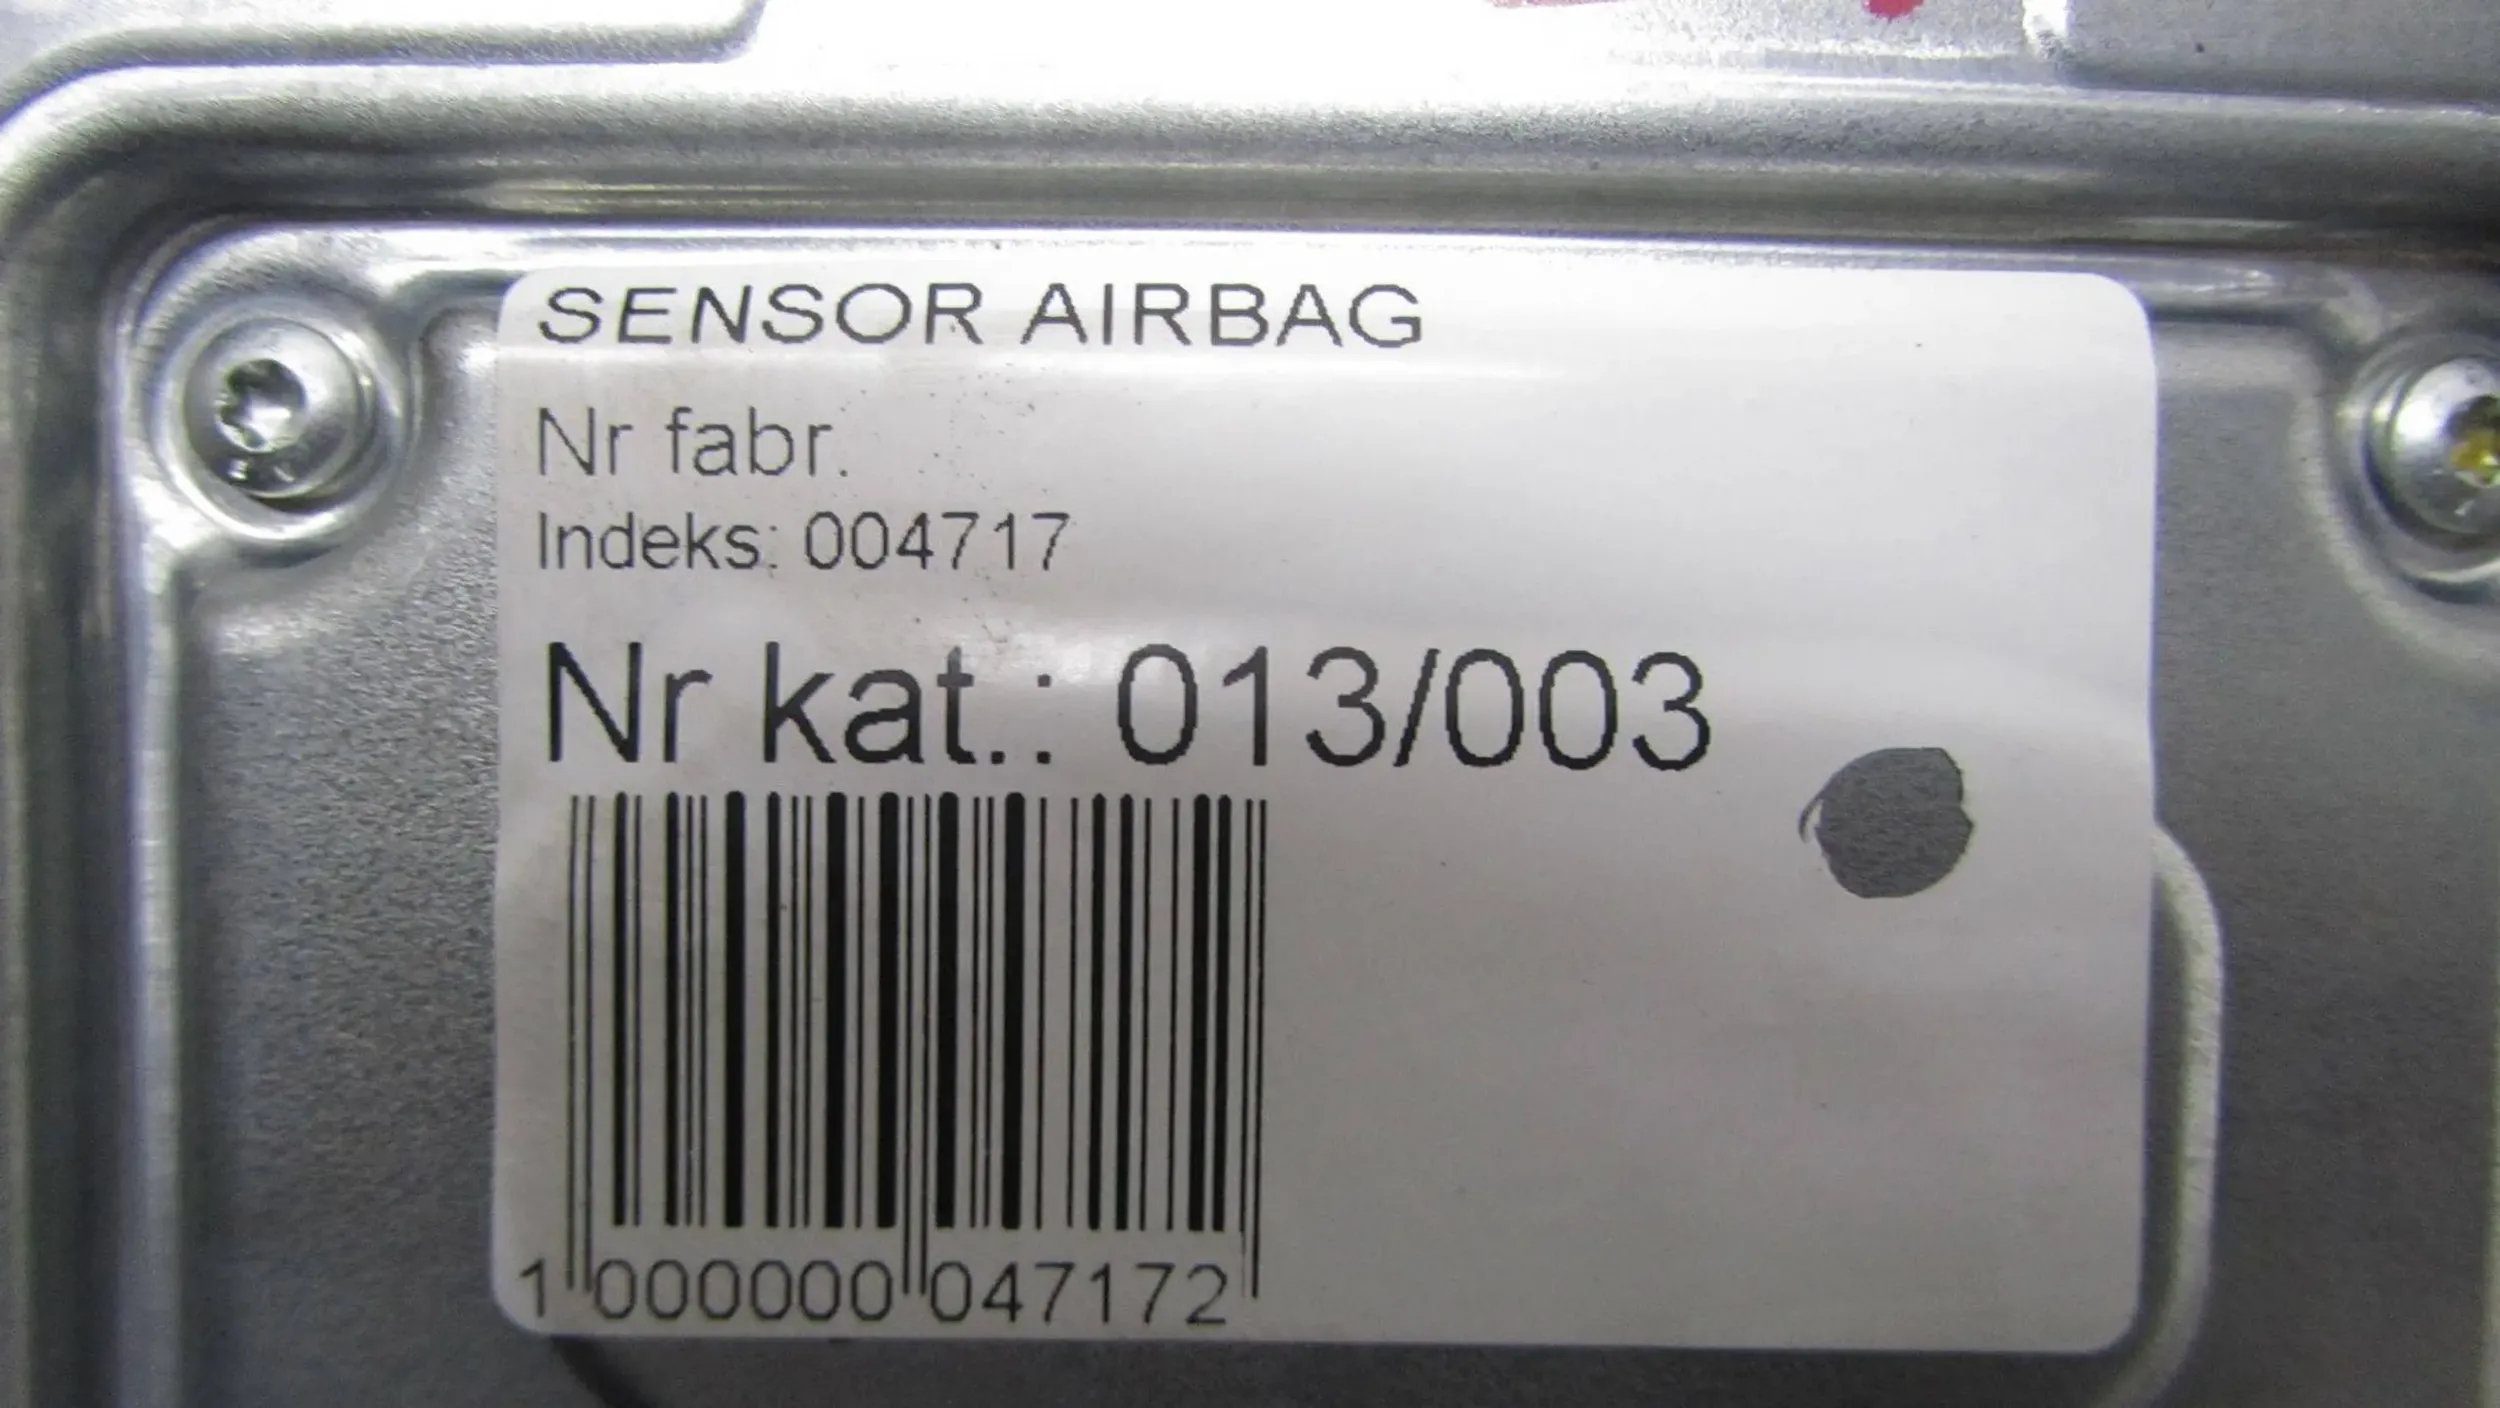 SENSOR AIRBAG
Nr fabr.
Indeks: 004717
Nr kat.: 013/003
1 000000 047172